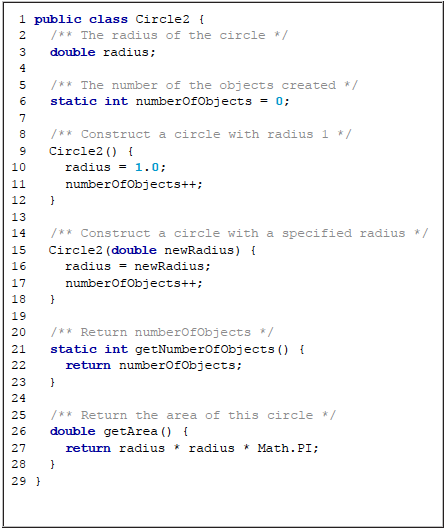 1 public class Circle2 {
2   /** The radius of the circle */
3   double radius;
4
5   /** The number of the objects created */
6   static int numberOfObjects = 0;
7
8   /** Construct a circle with radius 1 */
9   Circle2() {
10     radius = 1.0;
11     numberOfObjects++;
12   }
13
14   /** Construct a circle with a specified radius */
15   Circle2(double newRadius) {
16     radius = newRadius;
17     numberOfObjects++;
18   }
19
20   /** Return numberOfObjects */
21   static int getNumberOfObjects() {
22     return numberOfObjects;
23   }
24
25   /** Return the area of this circle */
26   double getArea() {
27     return radius * radius * Math.PI;
28   }
29 }